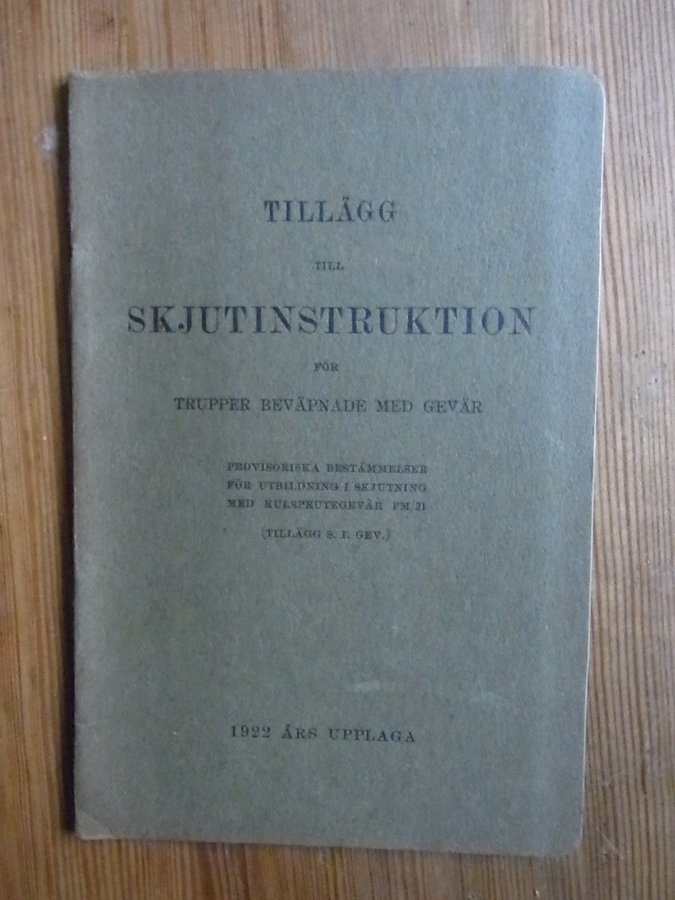 TILLÄGG
TILL
SKJUTINSTRUKTION
FÖR
TRUPPER BEVÄPNADE MED GEVÄR
PROVISORISKA BESTÄMMELSER
FÖR UTBILDNING I SKJUTNING
MED KULSPRUTEGEVÄR FM/21
(TILLÄGG S. I. GEV.)
1922 ÅRS UPPLAGA